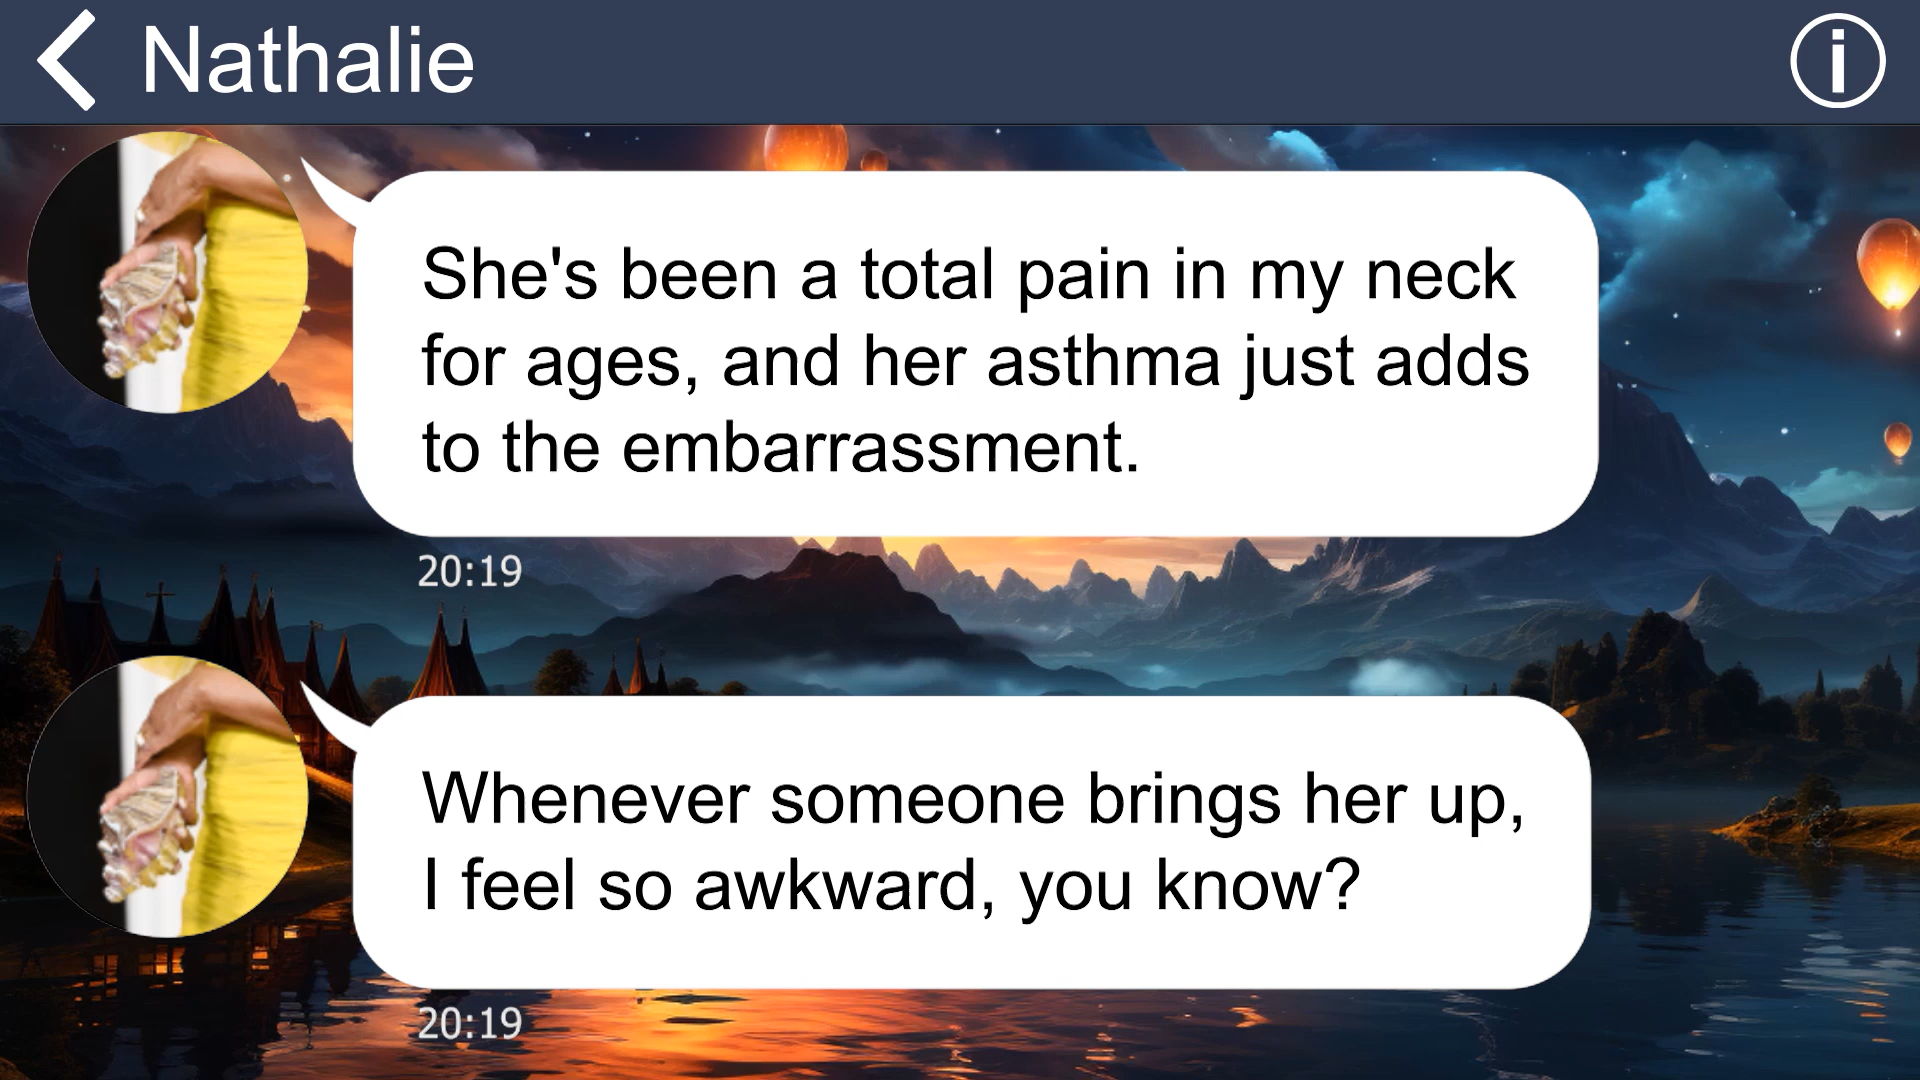 Nathalie
She's been a total pain in my neck
for ages, and her asthma just adds
to the embarrassment.
20:19
Whenever someone brings her up,
I feel so awkward, you know?
20:19